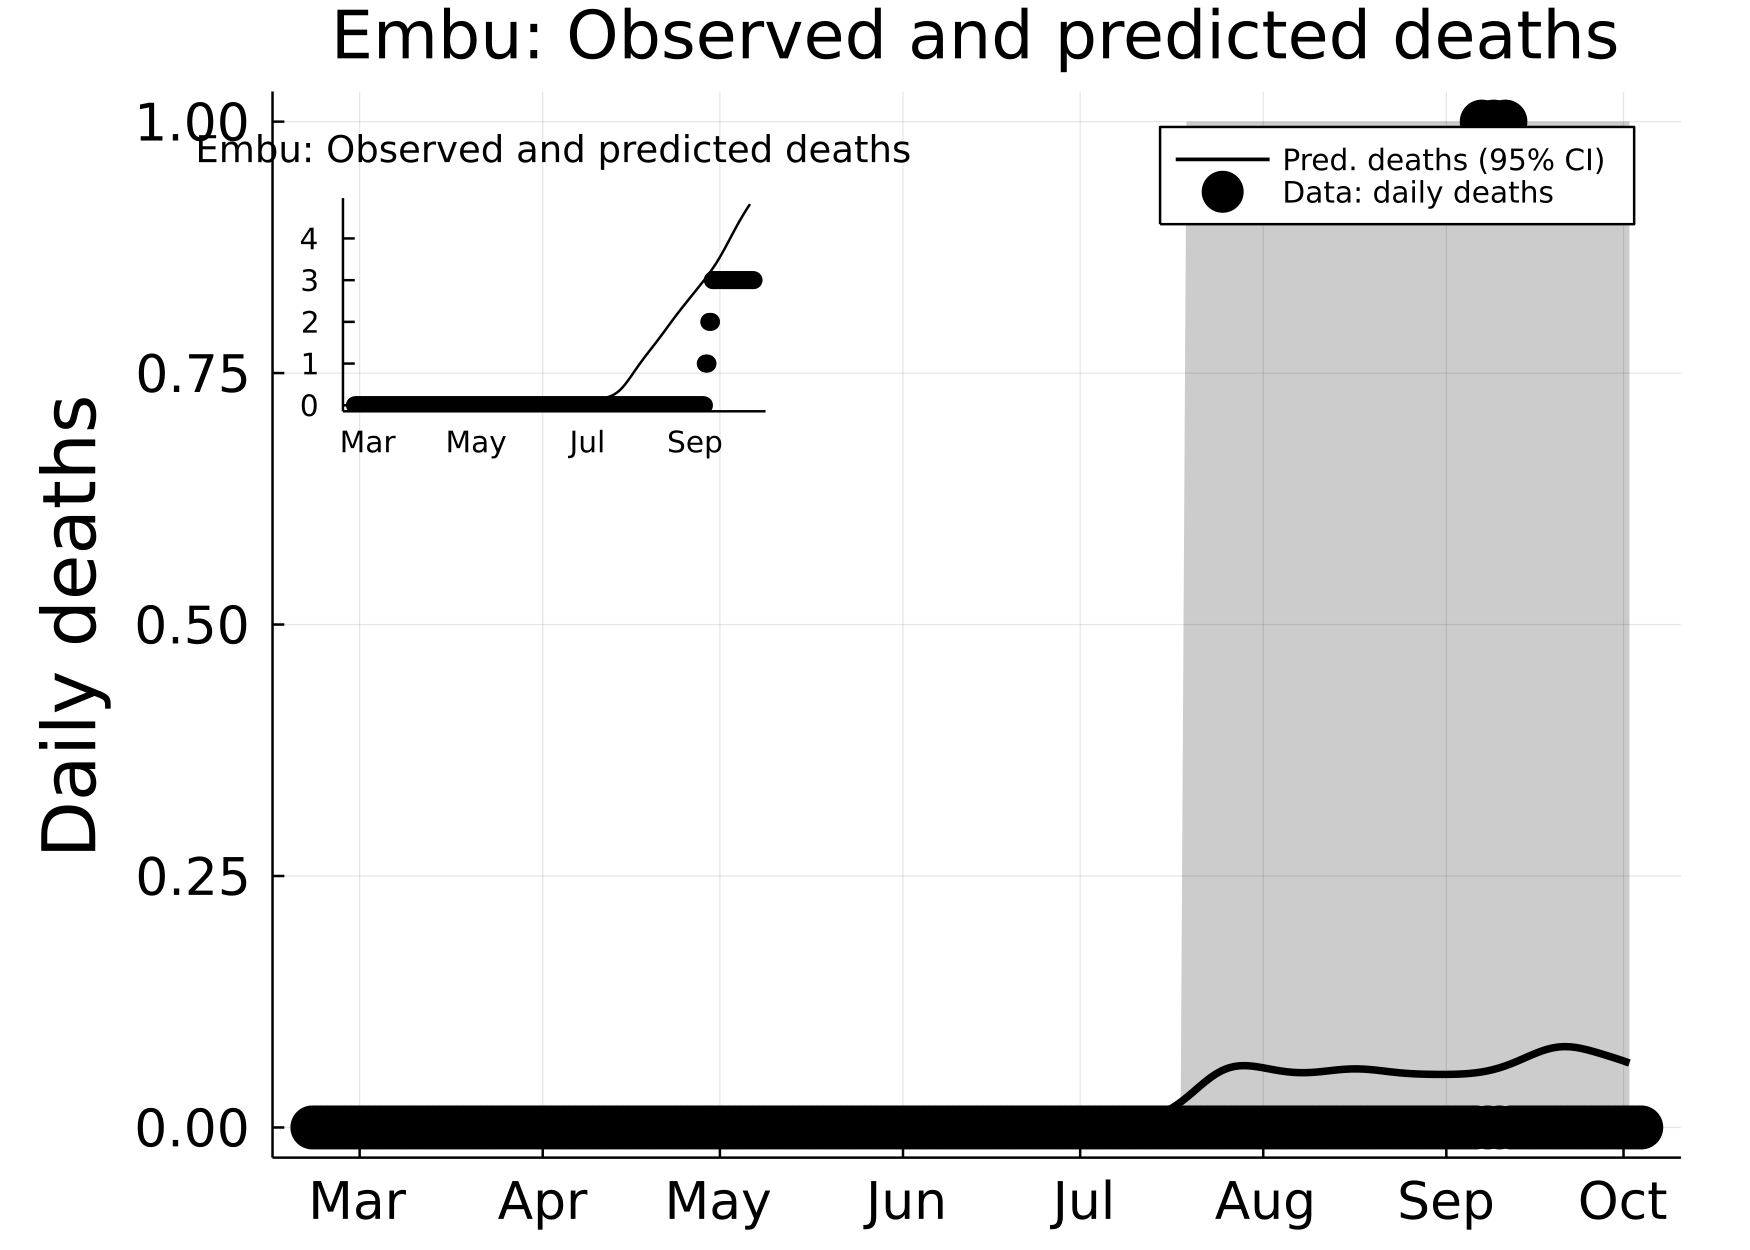 Embu: Observed and predicted deaths
1.00
Embu: Observed and predicted deaths
Pred. deaths (95% CI)
Data: daily deaths
4
3
2
1
0
Mar May Jul Sep
0.75
0.50
0.25
0.00
Daily deaths
Mar Apr May Jun Jul Aug Sep Oct